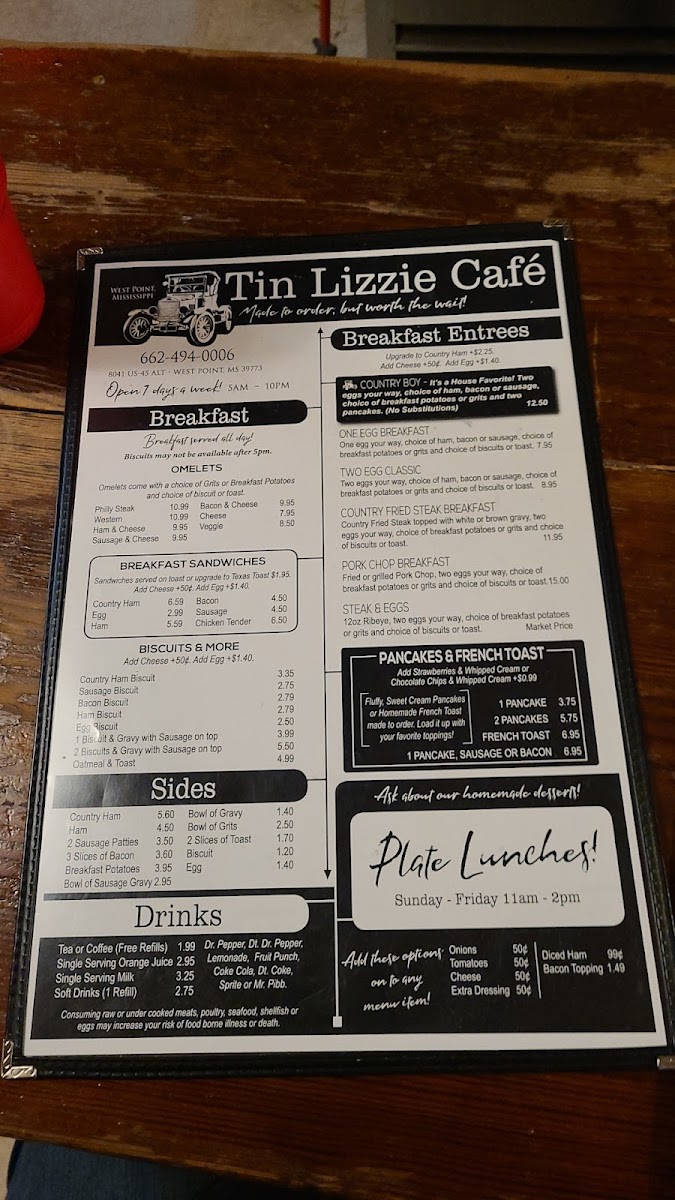 West Point,
Mississippi
Tin Lizzie Café
Made to order, but worth the wait!
662-494-0006
8041 US-45 ALT • WEST POINT, MS 39773
Open 7 days a week! 5AM – 10PM
Breakfast
Breakfast served all day!
Biscuits may not be available after 5pm.
OMELETS
Omelets come with a choice of Grits or Breakfast Potatoes
and choice of biscuit or toast.
Philly Steak 10.99 Bacon & Cheese 9.95
Western 10.99 Cheese 7.95
Ham & Cheese 9.95 Veggie 8.50
Sausage & Cheese 9.95
BREAKFAST SANDWICHES
Sandwiches served on toast or upgrade to Texas Toast $1.95.
Add Cheese +50¢. Add Egg +$1.40.
Country Ham 6.59 Bacon 4.50
Egg 2.99 Sausage 4.50
Ham 5.59 Chicken Tender 6.50
BISCUITS & MORE
Add Cheese +50¢. Add Egg +$1.40.
Country Ham Biscuit 3.35
Sausage Biscuit 2.75
Bacon Biscuit 2.79
Ham Biscuit 2.79
Egg Biscuit 2.50
1 Biscuit & Gravy with Sausage on top 3.99
2 Biscuits & Gravy with Sausage on top 5.50
Oatmeal & Toast 4.99
Sides
Country Ham 5.60 Bowl of Gravy 1.40
Ham 4.50 Bowl of Grits 2.50
2 Sausage Patties 3.50 2 Slices of Toast 1.70
3 Slices of Bacon 3.60 Biscuit 1.20
Breakfast Potatoes 3.95 Egg 1.40
Bowl of Sausage Gravy 2.95
Drinks
Tea or Coffee (Free Refills) 1.99
Single Serving Orange Juice 2.95
Single Serving Milk 3.25
Soft Drinks (1 Refill) 2.75
Dr. Pepper, Dt. Dr. Pepper,
Lemonade, Fruit Punch,
Coke Cola, Dt. Coke,
Sprite or Mr. Pibb.
Consuming raw or under cooked meats, poultry, seafood, shellfish or
eggs may increase your risk of food borne illness or death.
Breakfast Entrees
Upgrade to Country Ham +$2.25.
Add Cheese +50¢. Add Egg +$1.40.
COUNTRY BOY - It's a House Favorite! Two
eggs your way, choice of ham, bacon or sausage,
choice of breakfast potatoes or grits and two
pancakes. (No Substitutions) 12.50
ONE EGG BREAKFAST
One egg your way, choice of ham, bacon or sausage, choice of
breakfast potatoes or grits and choice of biscuits or toast. 7.95
TWO EGG CLASSIC
Two eggs your way, choice of ham, bacon or sausage, choice of
breakfast potatoes or grits and choice of biscuits or toast. 8.95
COUNTRY FRIED STEAK BREAKFAST
Country Fried Steak topped with white or brown gravy, two
eggs your way, choice of breakfast potatoes or grits and choice
of biscuits or toast. 11.95
PORK CHOP BREAKFAST
Fried or grilled Pork Chop, two eggs your way, choice of
breakfast potatoes or grits and choice of biscuits or toast.15.00
STEAK & EGGS
12oz Ribeye, two eggs your way, choice of breakfast potatoes
or grits and choice of biscuits or toast. Market Price
PANCAKES & FRENCH TOAST
Add Strawberries & Whipped Cream or
Chocolate Chips & Whipped Cream +$0.99
Fluffy, Sweet Cream Pancakes
or Homemade French Toast
made to order. Load it up with
your favorite toppings!
1 PANCAKE 3.75
2 PANCAKES 5.75
FRENCH TOAST 6.95
1 PANCAKE, SAUSAGE OR BACON 6.95
Ask about our homemade desserts!
Plate Lunches!
Sunday - Friday 11am - 2pm
Add these options
on to any
menu item!
Onions 50¢
Tomatoes 50¢
Cheese 50¢
Extra Dressing 50¢
Diced Ham 99¢
Bacon Topping 1.49